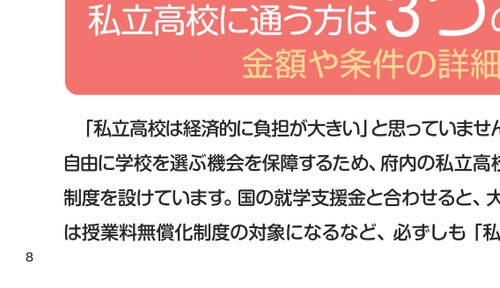 私立高校に通う方は3つの
金額や条件の詳細
「私立高校は経済的に負担が大きい」と思っていません
自由に学校を選ぶ機会を保障するため、府内の私立高校
制度を設けています。国の就学支援金と合わせると、大
は授業料無償化制度の対象になるなど、必ずしも「私
8